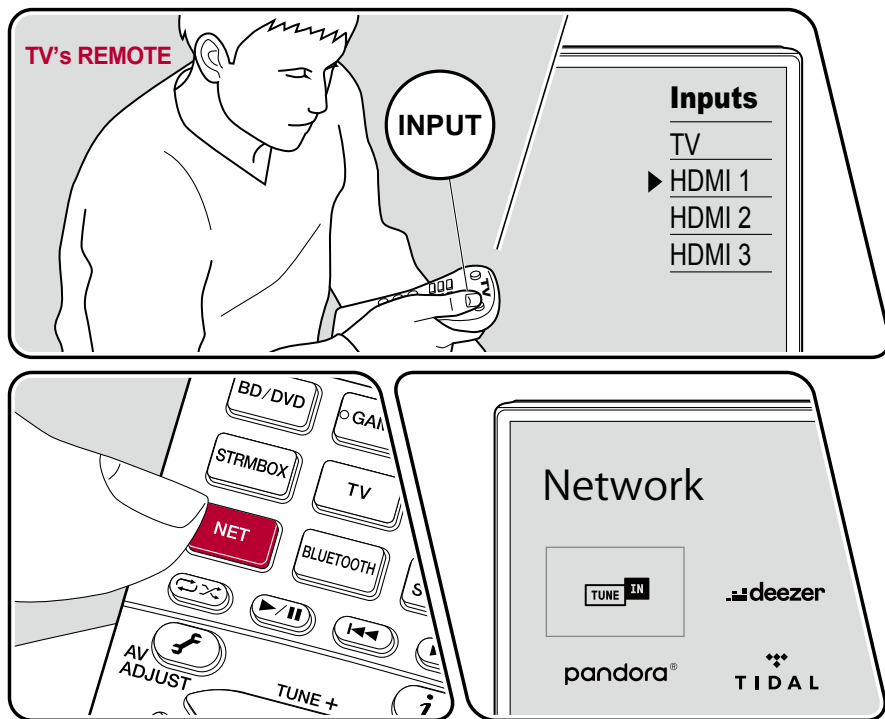 TV's REMOTE
INPUT
TV
Inputs
TV
HDMI 1
HDMI 2
HDMI 3
BD/DVD
STRMBOX
TV
NET
BLUETOOTH
AV
ADJUST
TUNE +
i
Network
TUNE IN
deezer
pandora®
TIDAL